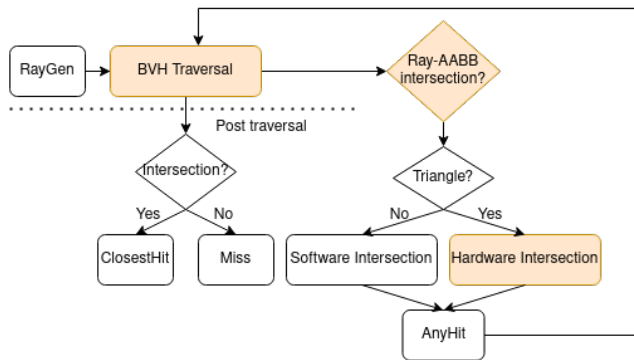 RayGen
BVH Traversal
Ray-AABB
intersection?
Post traversal
Intersection?
Triangle?
Yes
No
No
Yes
ClosestHit
Miss
Software Intersection
Hardware Intersection
AnyHit